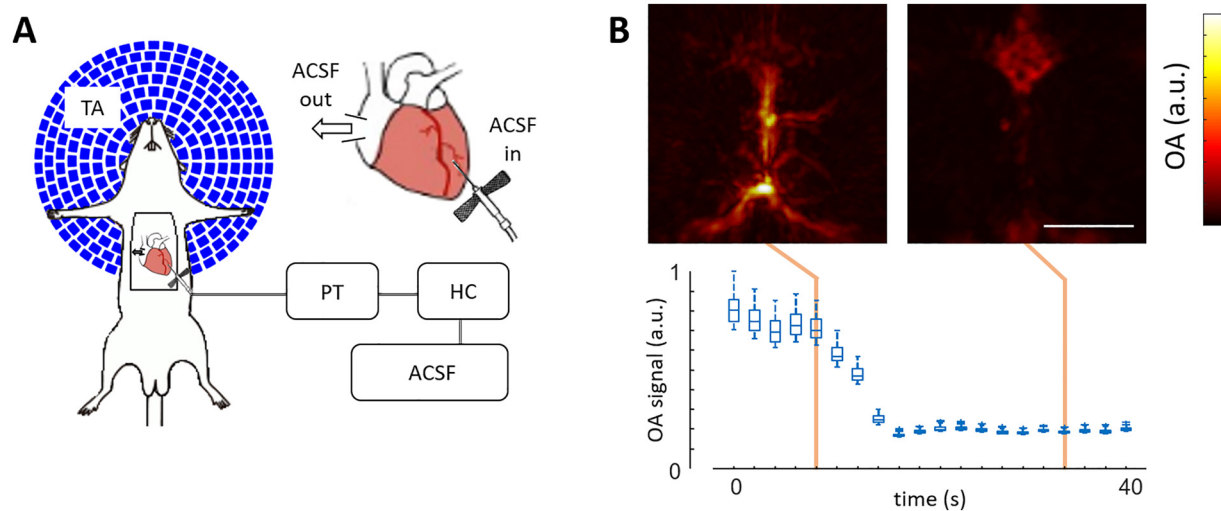 A
TA
ACSF
out
ACSF
in
PT
HC
ACSF
B
OA (a.u.)
OA signal (a.u.)
1
0
0
40
time (s)